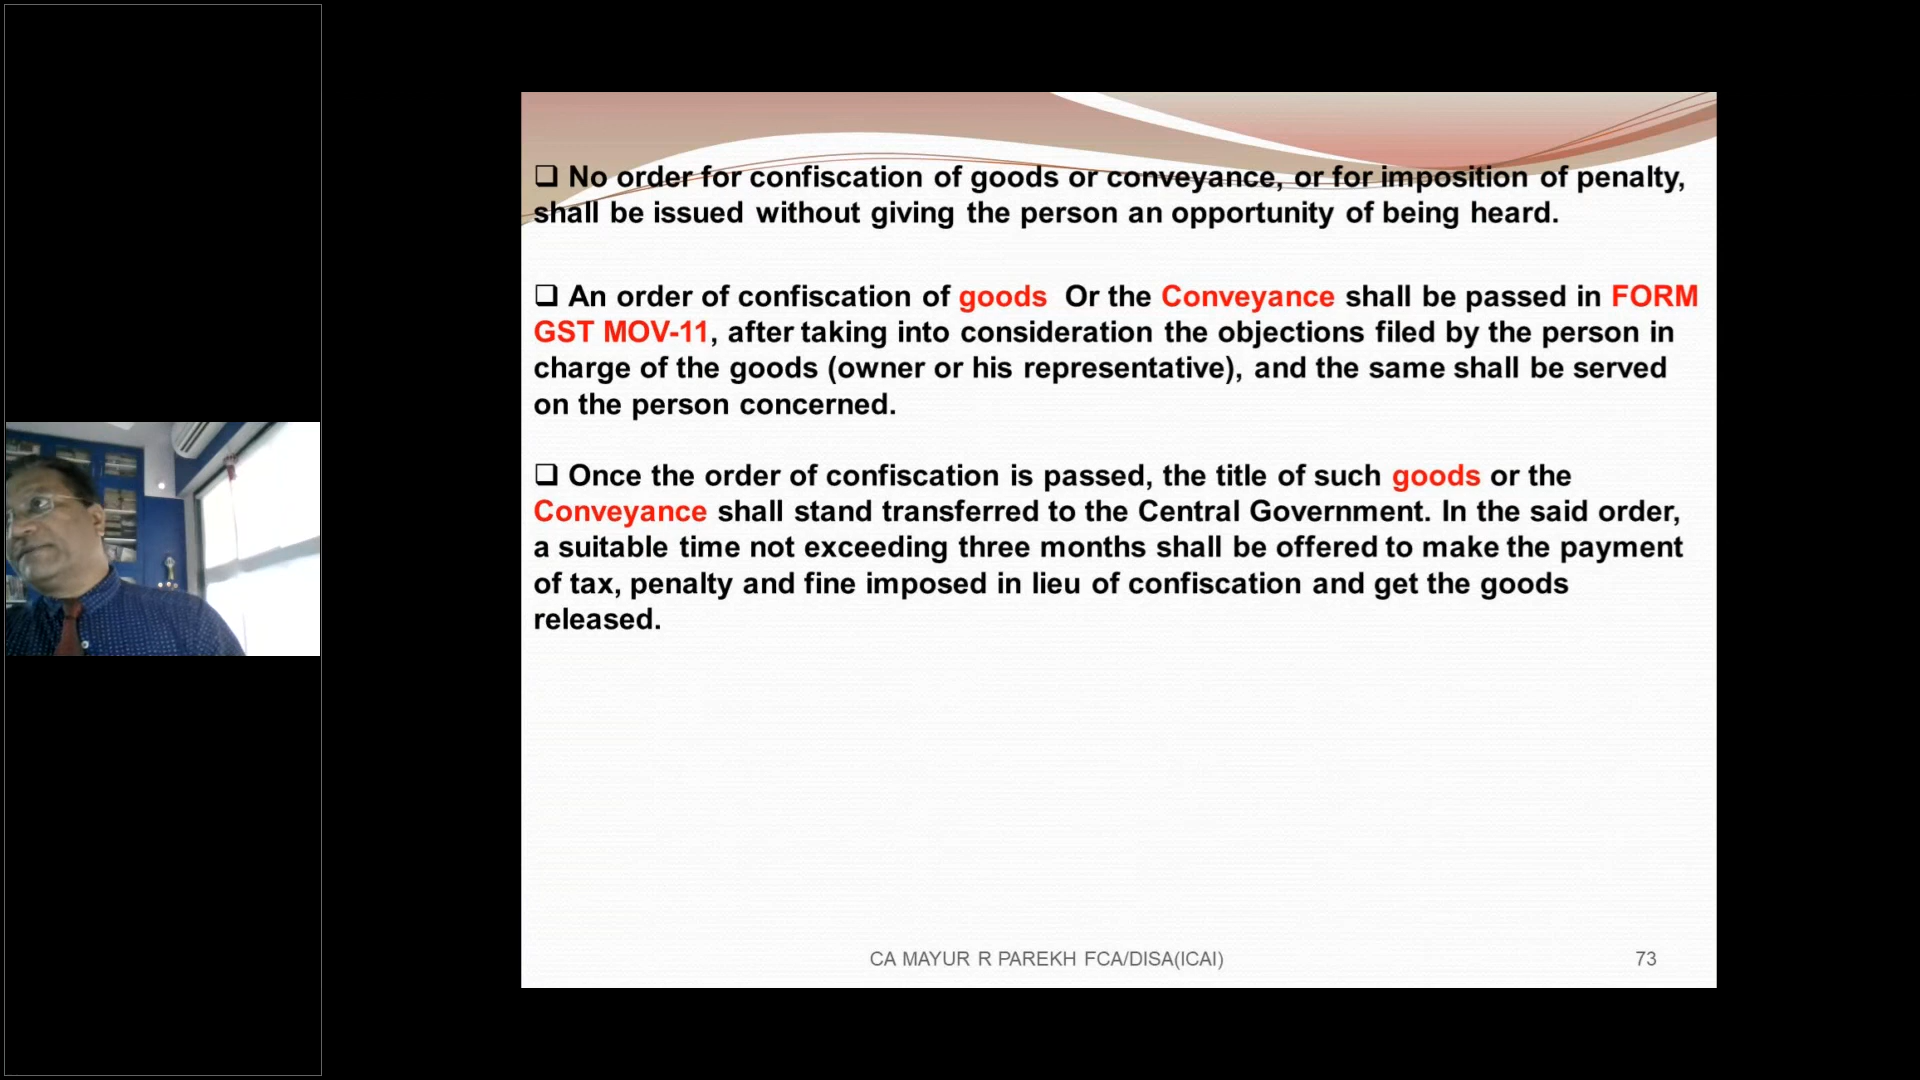 ❑ No order for confiscation of goods or conveyance, or for imposition of penalty,
shall be issued without giving the person an opportunity of being heard.
❑ An order of confiscation of goods Or the Conveyance shall be passed in FORM
GST MOV-11, after taking into consideration the objections filed by the person in
charge of the goods (owner or his representative), and the same shall be served
on the person concerned.
❑ Once the order of confiscation is passed, the title of such goods or the
Conveyance shall stand transferred to the Central Government. In the said order,
a suitable time not exceeding three months shall be offered to make the payment
of tax, penalty and fine imposed in lieu of confiscation and get the goods
released.
CA MAYUR R PAREKH FCA/DISA(ICAI)
73